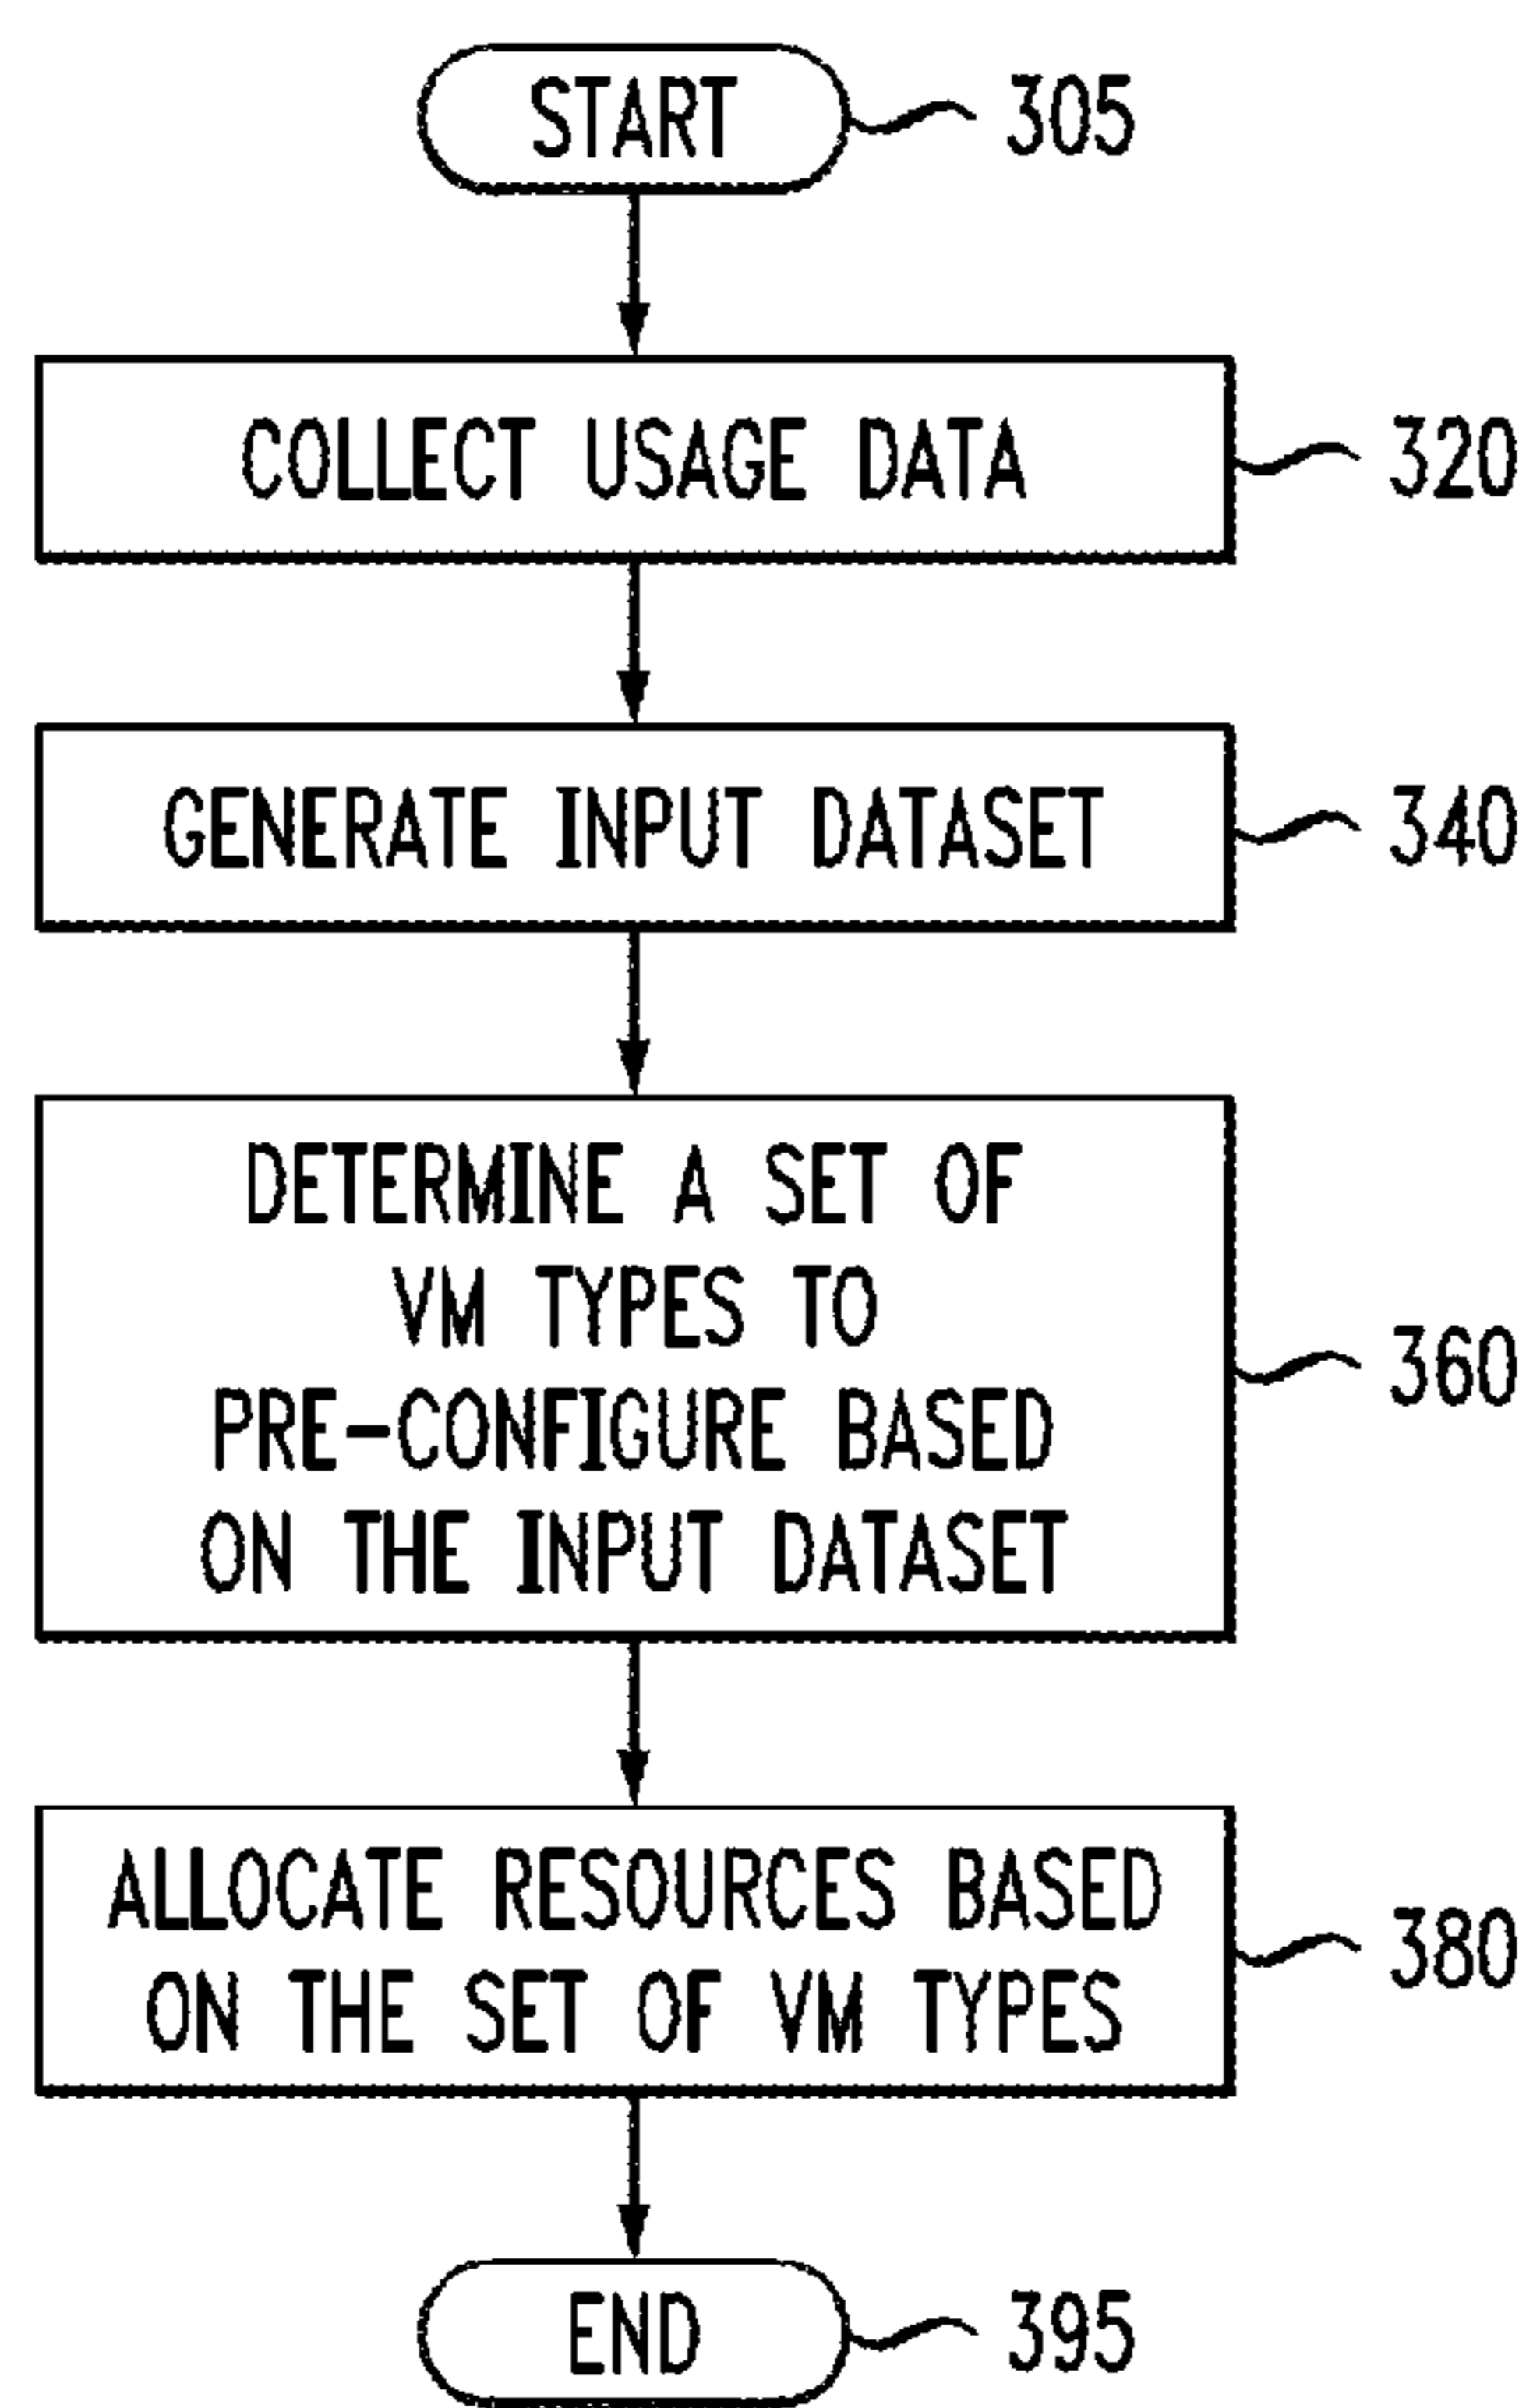 START
305
COLLECT USAGE DATA
320
GENERATE INPUT DATASET
340
DETERMINE A SET OF
VM TYPES TO
PRE-CONFIGURE BASED
ON THE INPUT DATASET
360
ALLOCATE RESOURCES BASED
ON THE SET OF VM TYPES
380
END
395